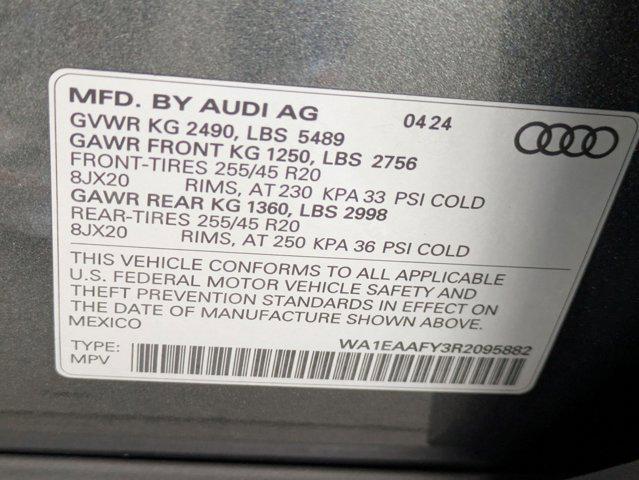 MFD. BY AUDI AG 04 24
GVWR KG 2490, LBS 5489
GAWR FRONT KG 1250, LBS 2756
FRONT-TIRES 255/45 R20
8JX20 RIMS, AT 230 KPA 33 PSI COLD
GAWR REAR KG 1360, LBS 2998
REAR-TIRES 255/45 R20
8JX20 RIMS, AT 250 KPA 36 PSI COLD
THIS VEHICLE CONFORMS TO ALL APPLICABLE
U.S. FEDERAL MOTOR VEHICLE SAFETY AND
THEFT PREVENTION STANDARDS IN EFFECT ON
THE DATE OF MANUFACTURE SHOWN ABOVE.
MEXICO
WA1EAAFY3R2095882
TYPE:
MPV